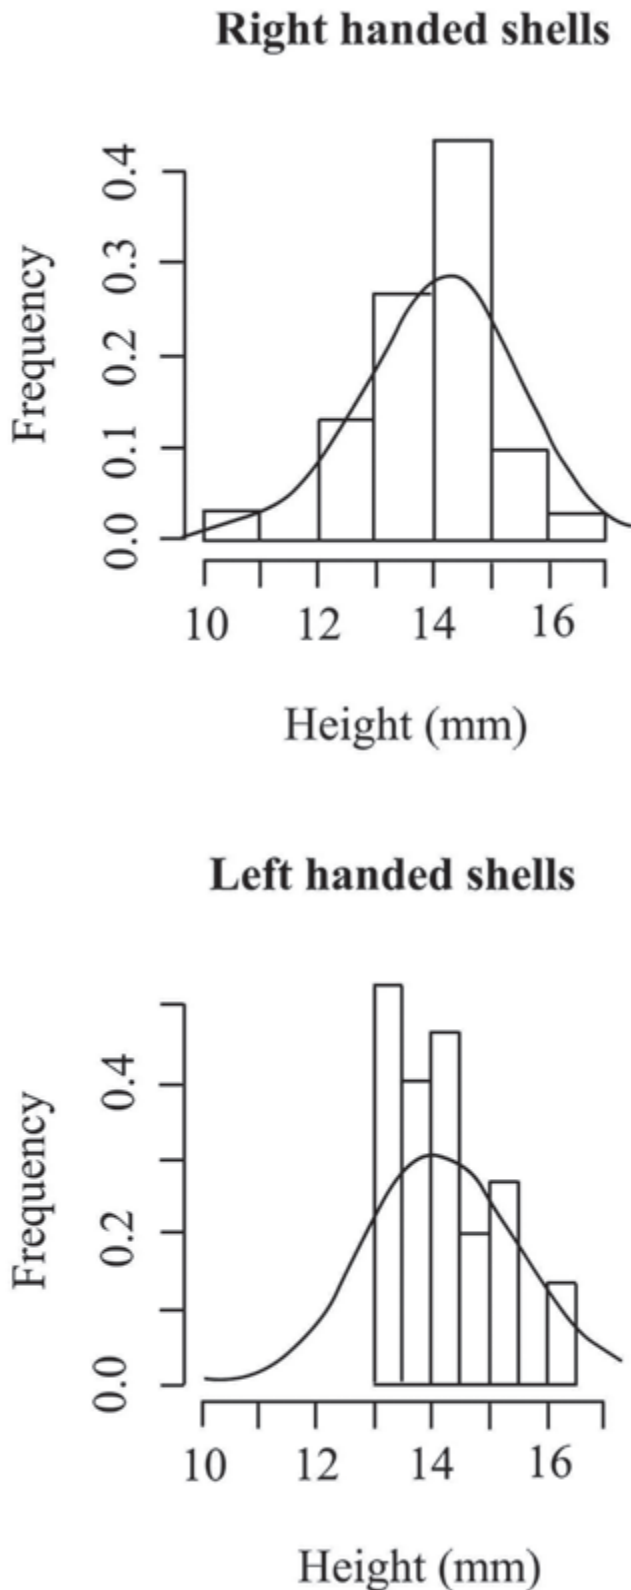 Right handed shells
Frequency
0.4
0.3
0.2
0.1
0.0
10 12 14 16
Height (mm)
Left handed shells
Frequency
0.4
0.2
0.0
10 12 14 16
Height (mm)